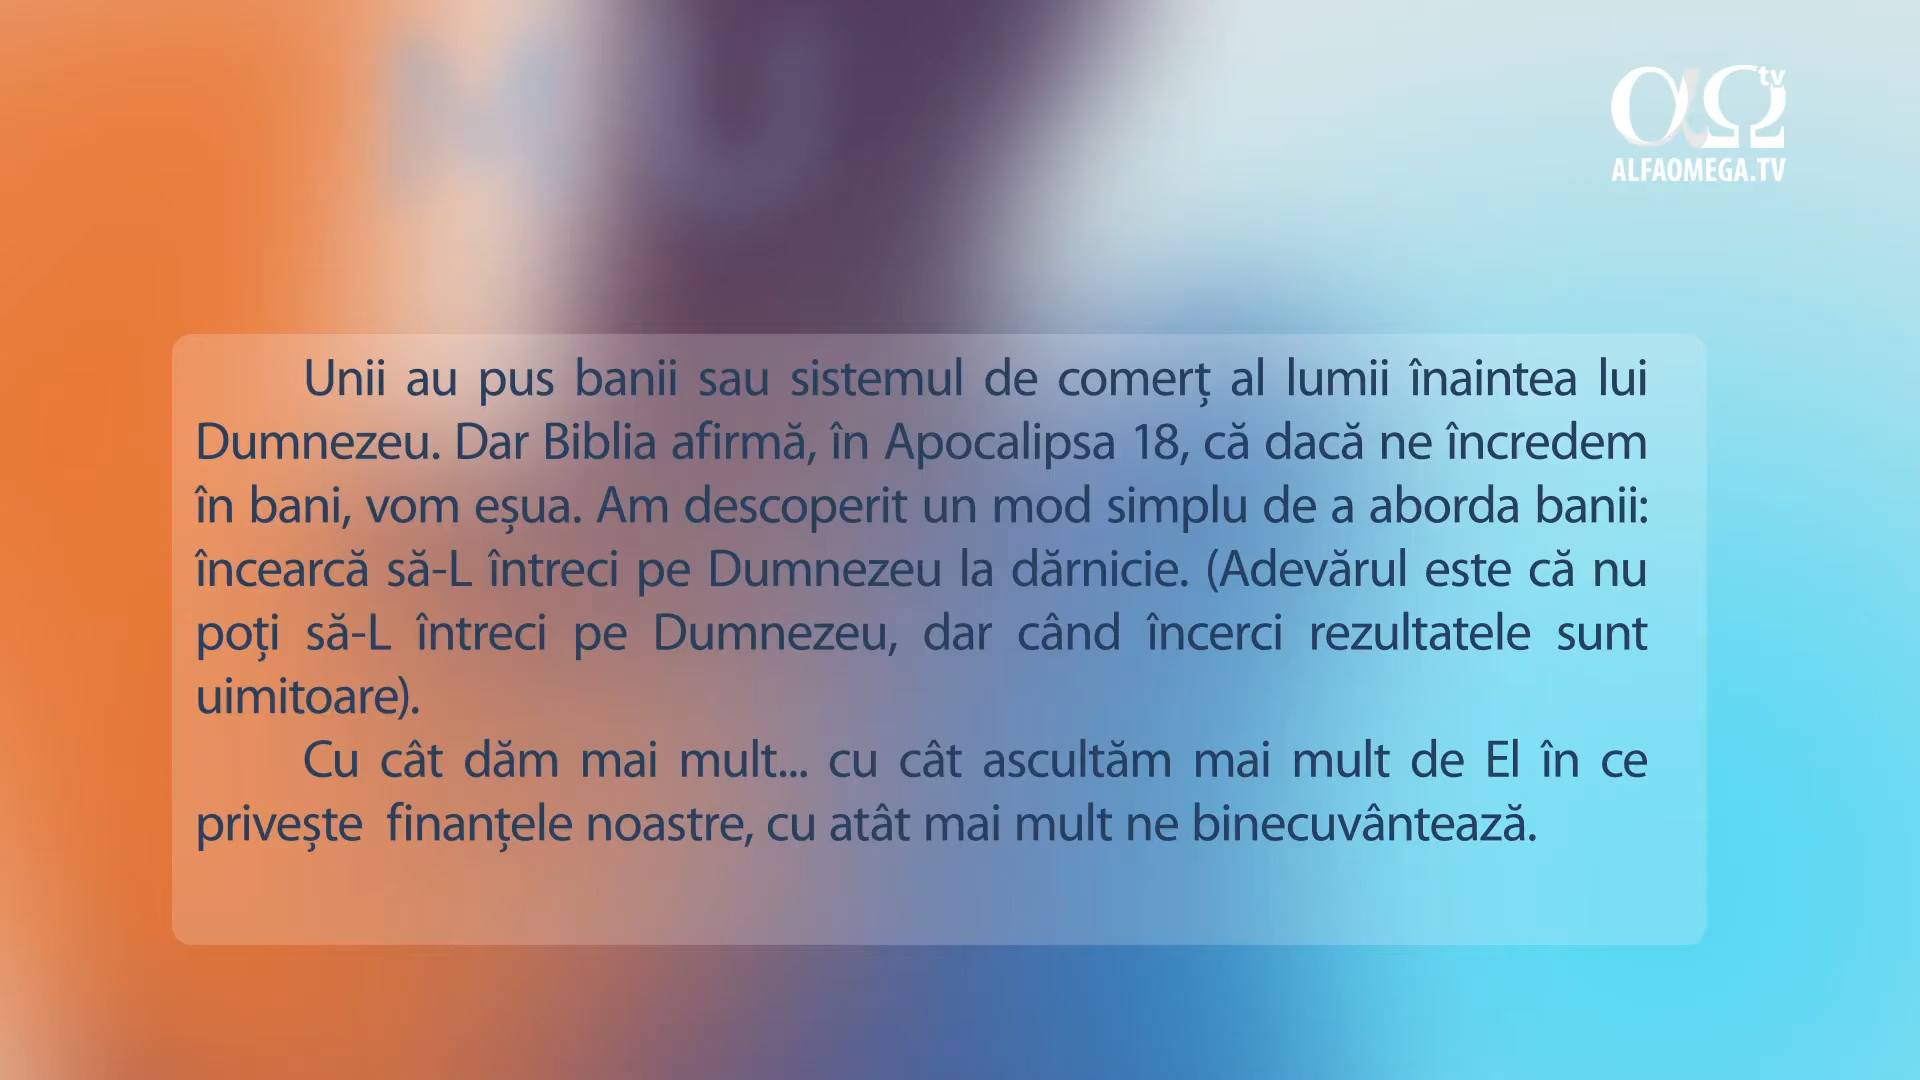 tv
αΩ
ALFAOMEGA.TV
Unii au pus banii sau sistemul de comerț al lumii înaintea lui
Dumnezeu. Dar Biblia afirmă, în Apocalipsa 18, că dacă ne încredem
în bani, vom eșua. Am descoperit un mod simplu de a aborda banii:
încearcă să-L întreci pe Dumnezeu la dărnicie. (Adevărul este că nu
poți să-L întreci pe Dumnezeu, dar când încerci rezultatele sunt
uimitoare).
Cu cât dăm mai mult... cu cât ascultăm mai mult de El în ce
privește  finanțele noastre, cu atât mai mult ne binecuvântează.